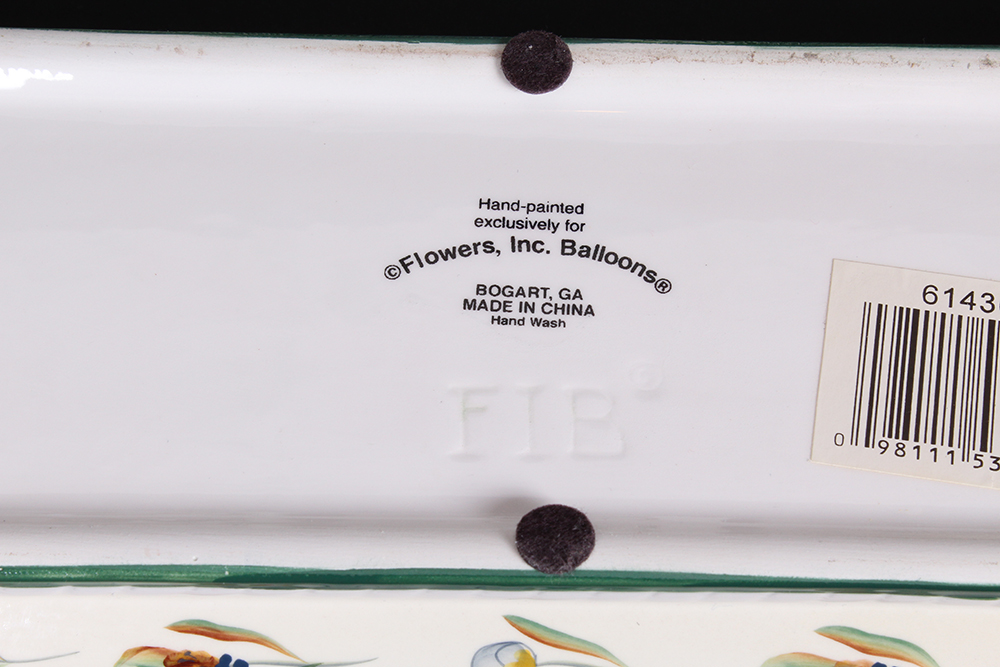 Hand-painted
exclusively for
©Flowers, Inc. Balloons®
BOGART, GA
MADE IN CHINA
Hand Wash
FIB©
6143
0 98111 53